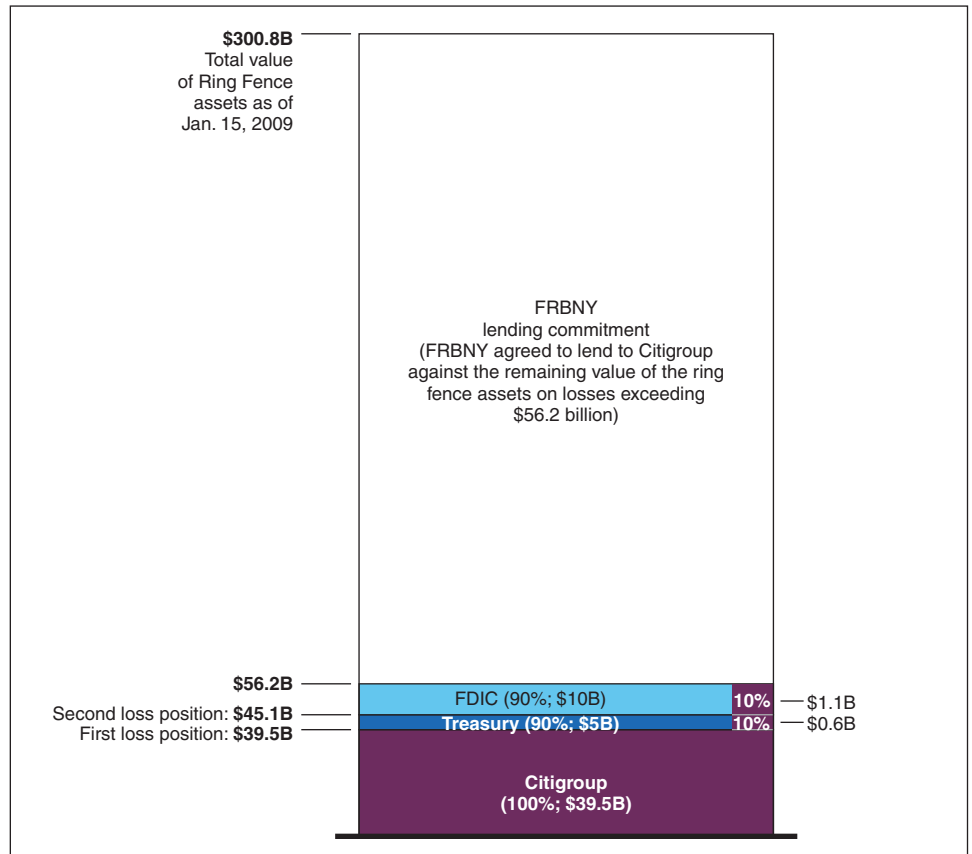 $300.8B
Total value
of Ring Fence
assets as of
Jan. 15, 2009
FRBNY
lending commitment
(FRBNY agreed to lend to Citigroup
against the remaining value of the ring
fence assets on losses exceeding
$56.2 billion)
$56.2B
FDIC (90%; $10B)
10%
$1.1B
Second loss position: $45.1B
Treasury (90%; $5B)
10%
$0.6B
First loss position: $39.5B
Citigroup
(100%; $39.5B)